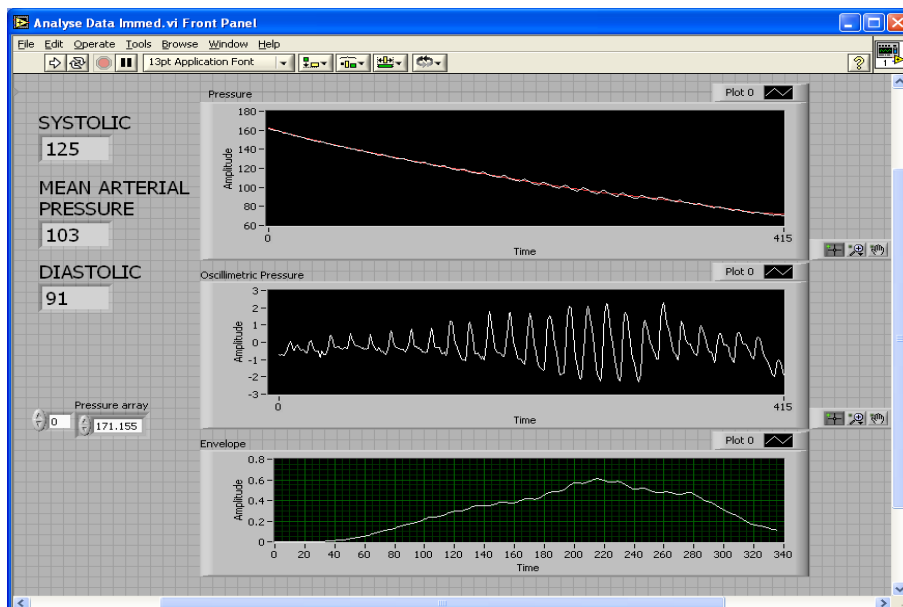 Analyse Data Immed.vi Front Panel
File Edit Operate Tools Browse Window Help
13pt Application Font
?
1
SYSTOLIC
125
MEAN ARTERIAL
PRESSURE
103
DIASTOLIC
91
Pressure array
0 171.155
Pressure
Plot 0
Amplitude
180
160
140
120
100
80
60
0 415
Time
Oscillimetric Pressure
Plot 0
Amplitude
3
2
1
0
-1
-2
-3
0 415
Time
Envelope
Plot 0
Amplitude
0.8
0.6
0.4
0.2
0
0 20 40 60 80 100 120 140 160 180 200 220 240 260 280 300 320 340
Time